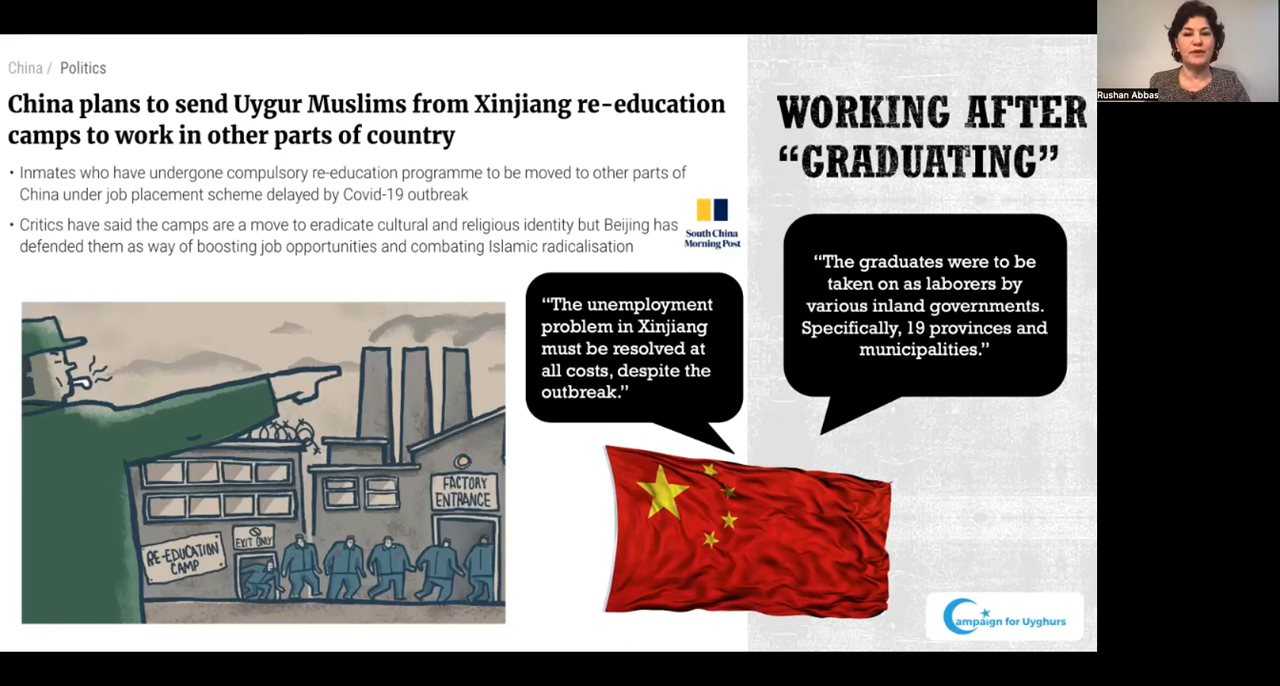 China / Politics
China plans to send Uygur Muslims from Xinjiang re-education
camps to work in other parts of country
• Inmates who have undergone compulsory re-education programme to be moved to other parts of
China under job placement scheme delayed by Covid-19 outbreak
• Critics have said the camps are a move to eradicate cultural and religious identity but Beijing has
defended them as way of boosting job opportunities and combating Islamic radicalisation
South China
Morning Post
RE-EDUCATION
CAMP
EXIT ONLY
FACTORY
ENTRANCE
“The unemployment
problem in Xinjiang
must be resolved at
all costs, despite the
outbreak.”
WORKING AFTER
“GRADUATING”
“The graduates were to be
taken on as laborers by
various inland governments.
Specifically, 19 provinces and
municipalities.”
Campaign for Uyghurs
Rushan Abbas